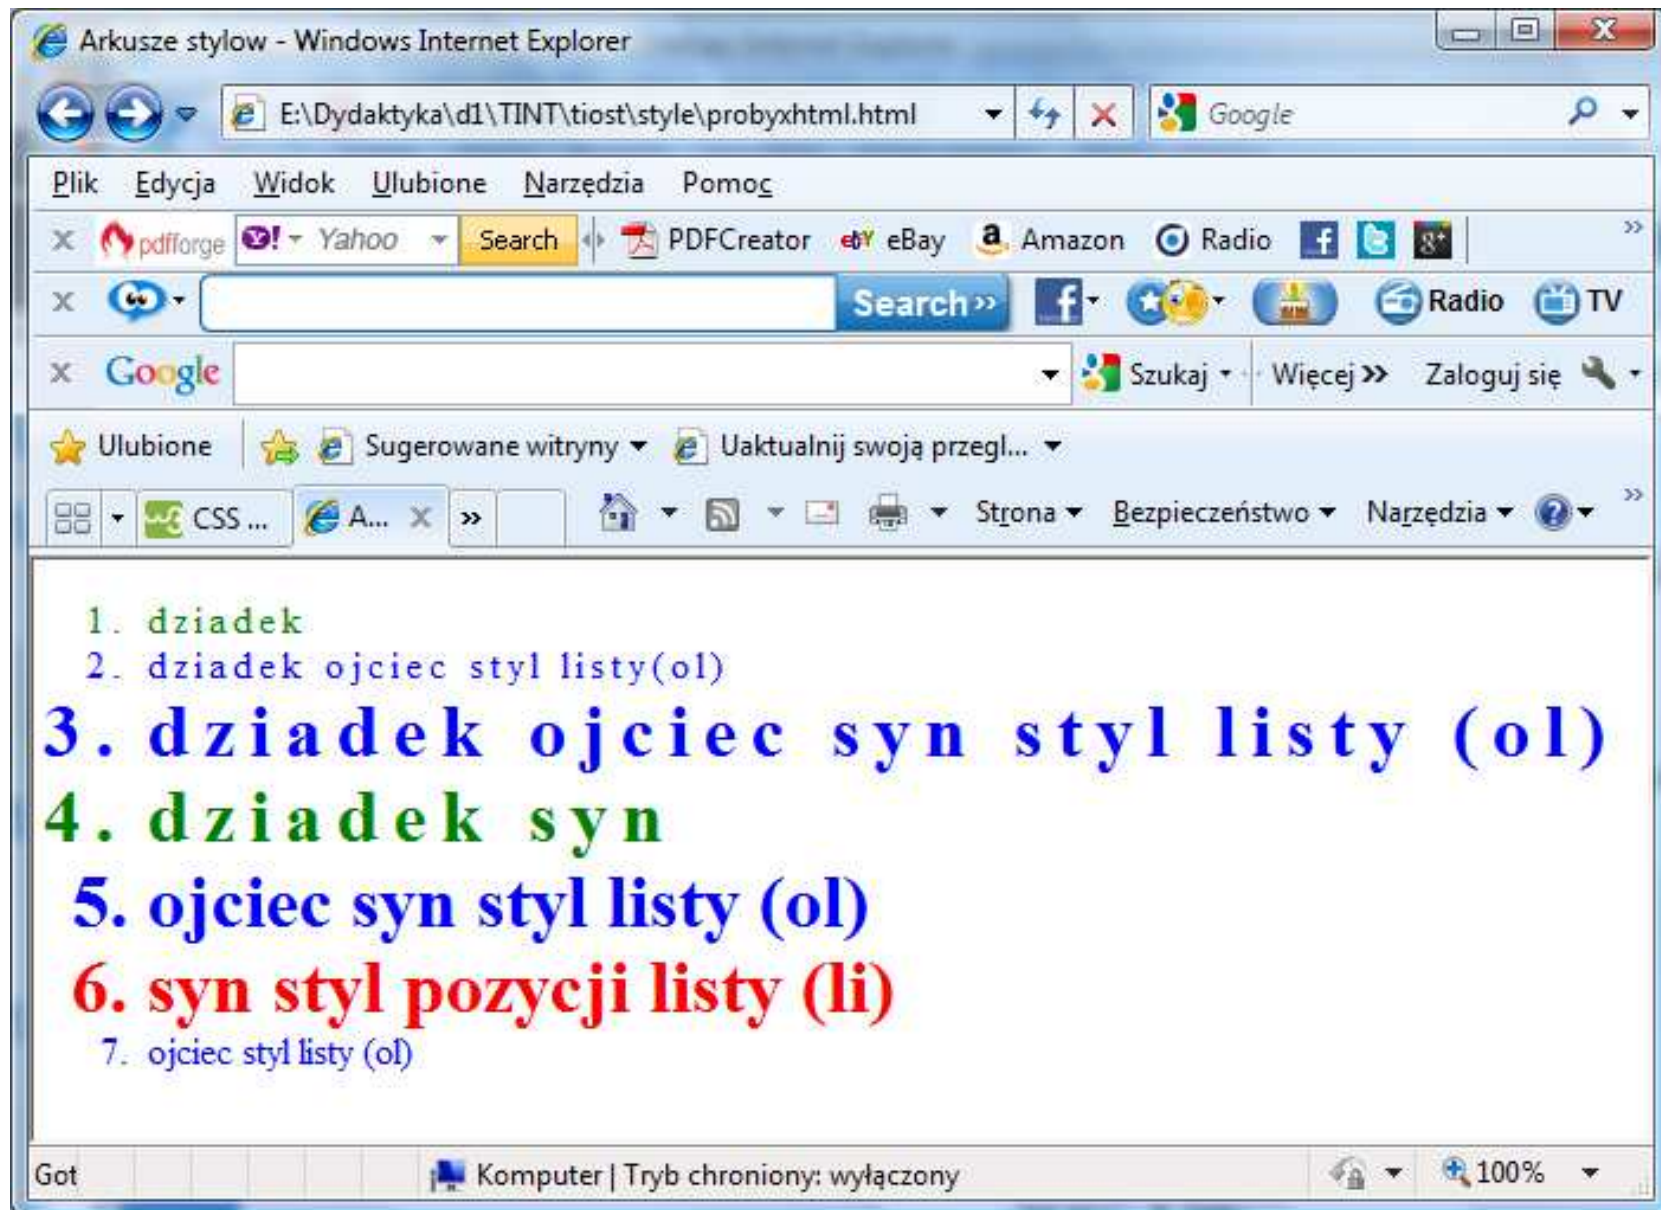 Arkusze stylow - Windows Internet Explorer
E:\Dydaktyka\d1\TINT\tiost\style\probyxhtml.html Google
Plik Edycja Widok Ulubione Narzędzia Pomoc
pdfforge Y! Yahoo Search PDFCreator ebY eBay a Amazon Radio f 8+
Search f Radio TV
Google Szukaj Więcej Zaloguj się
Ulubione Sugerowane witryny Uaktualnij swoją przegl...
CSS ... A... Strona Bezpieczeństwo Narzędzia
1. dziadek
2. dziadek ojciec styl listy(ol)
3. dziadek ojciec syn styl listy (ol)
4. dziadek syn
5. ojciec syn styl listy (ol)
6. syn styl pozycji listy (li)
7. ojciec styl listy (ol)
Got Komputer | Tryb chroniony: wyłączony 100%